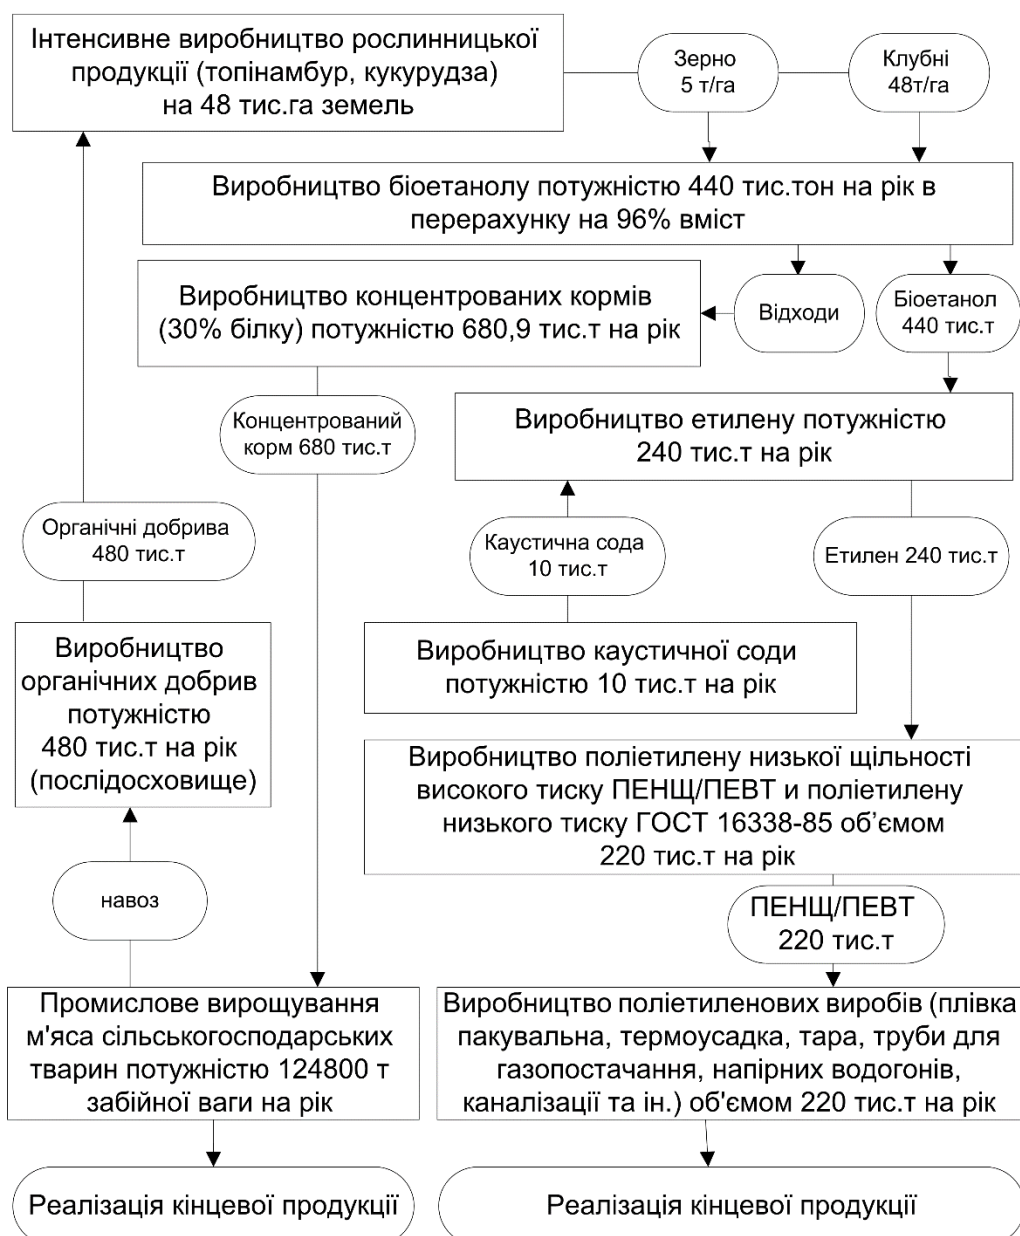 Інтенсивне виробництво рослинницької
продукції (топінамбур, кукурудза)
на 48 тис.га земель
Зерно
5 т/га
Клубні
48т/га
Виробництво біоетанолу потужністю 440 тис.тон на рік в
перерахунку на 96% вміст
Виробництво концентрованих кормів
(30% білку) потужністю 680,9 тис.т на рік
Відходи
Біоетанол
440 тис.т
Концентрований
корм 680 тис.т
Виробництво етилену потужністю
240 тис.т на рік
Органічні добрива
480 тис.т
Каустична сода
10 тис.т
Етилен 240 тис.т
Виробництво
органічних добрив
потужністю
480 тис.т на рік
(послідосховище)
Виробництво каустичної соди
потужністю 10 тис.т на рік
Виробництво поліетилену низької щільності
високого тиску ПЕНЩ/ПЕВТ и поліетилену
низького тиску ГОСТ 16338-85 об’ємом
220 тис.т на рік
навоз
ПЕНЩ/ПЕВТ
220 тис.т
Промислове вирощування
м'яса сільськогосподарських
тварин потужністю 124800 т
забійної ваги на рік
Виробництво поліетиленових виробів (плівка
пакувальна, термоусадка, тара, труби для
газопостачання, напірних водогонів,
каналізації та ін.) об'ємом 220 тис.т на рік
Реалізація кінцевої продукції
Реалізація кінцевої продукції